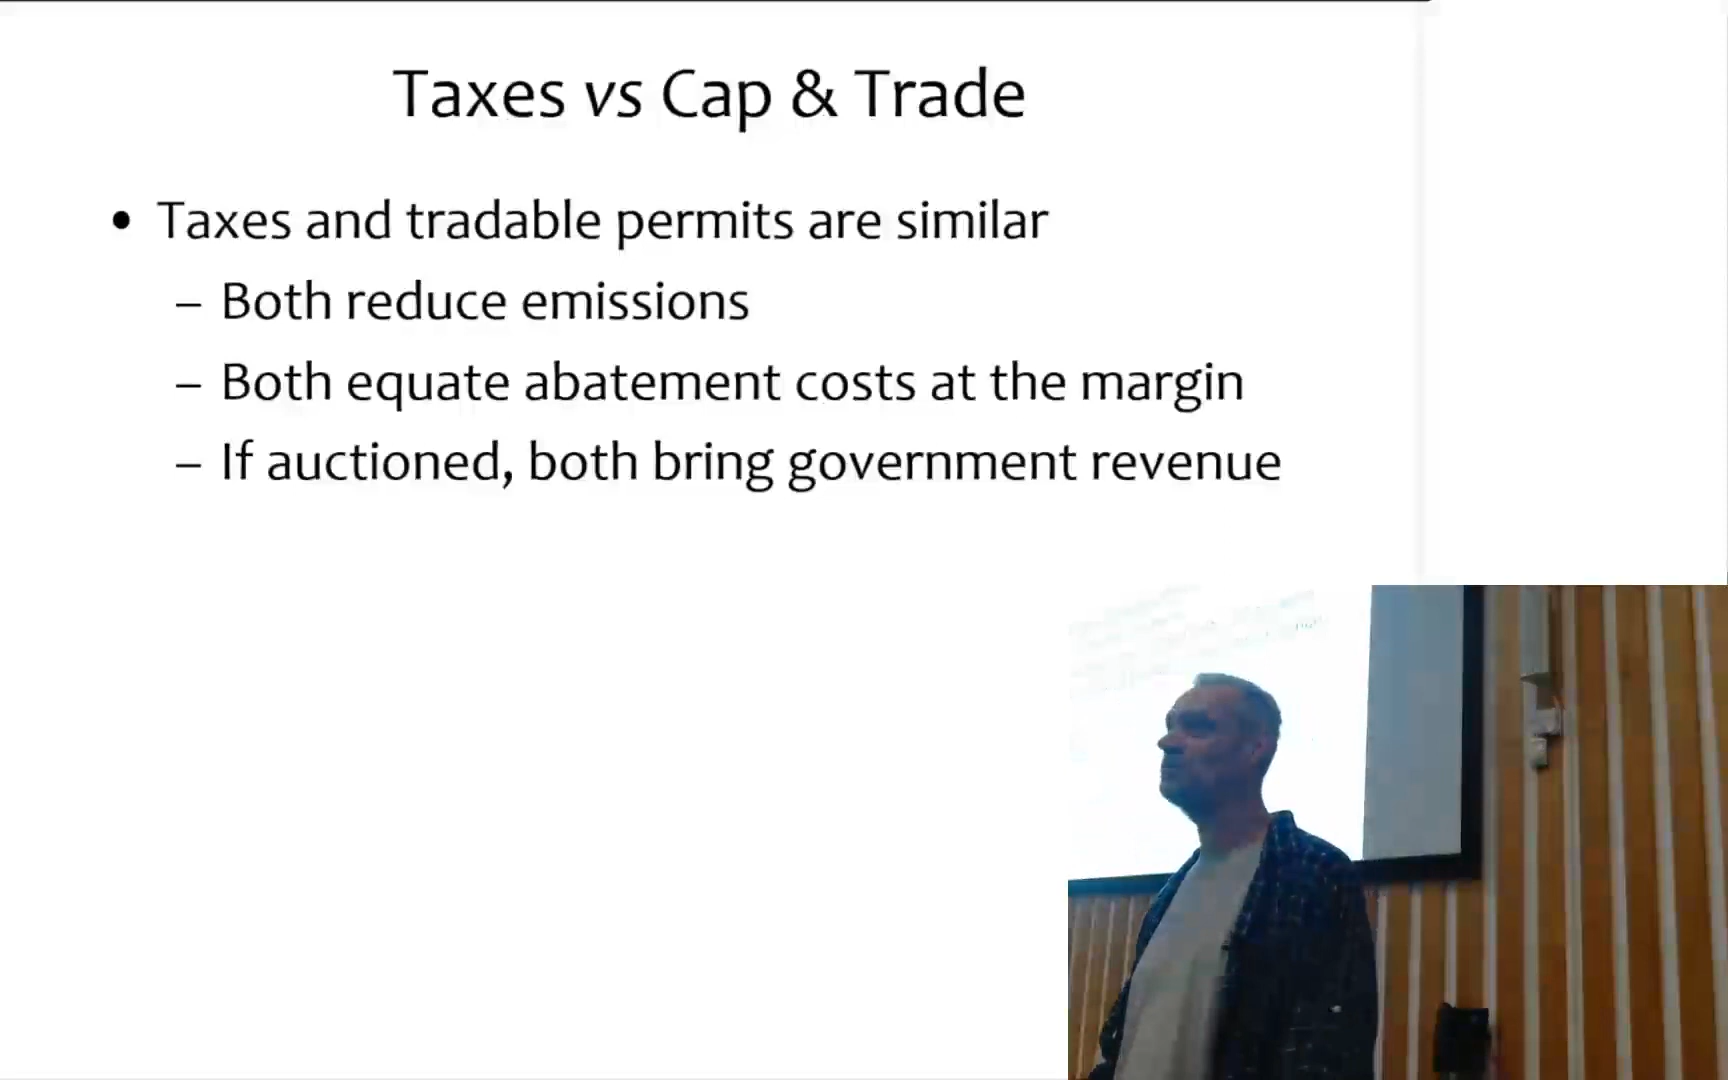 Taxes vs Cap & Trade
• Taxes and tradable permits are similar
– Both reduce emissions
– Both equate abatement costs at the margin
– If auctioned, both bring government revenue